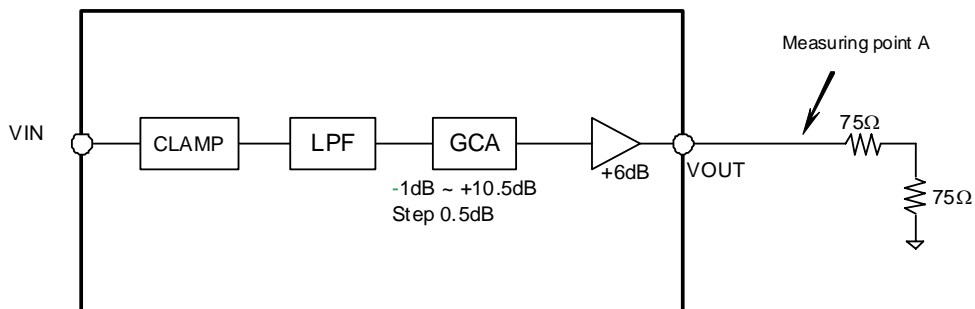 Measuring point A
VIN
CLAMP
LPF
GCA
+6dB
VOUT
75Ω
75Ω
-1dB ~ +10.5dB
Step 0.5dB